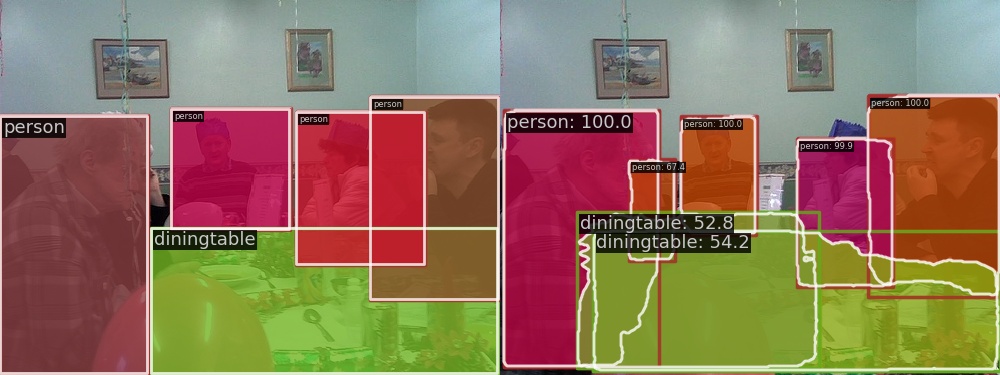 person
person
person
person
diningtable
person: 100.0
person: 67.4
person: 100.0
person: 99.9
person: 100.0
diningtable: 52.8
diningtable: 54.2